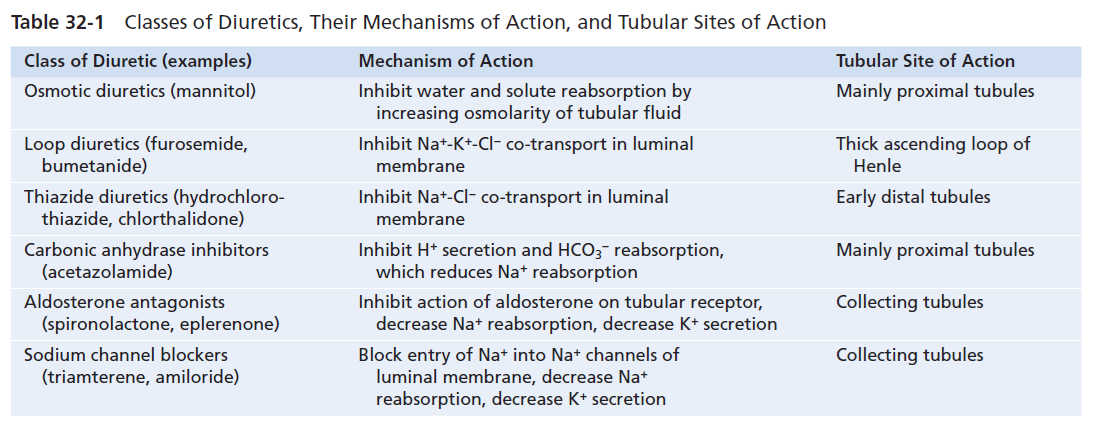 Table 32-1 Classes of Diuretics, Their Mechanisms of Action, and Tubular Sites of Action
Class of Diuretic (examples) Mechanism of Action Tubular Site of Action
Osmotic diuretics (mannitol) Inhibit water and solute reabsorption by Mainly proximal tubules
increasing osmolarity of tubular fluid
Loop diuretics (furosemide, Inhibit Na⁺-K⁺-Cl⁻ co-transport in luminal Thick ascending loop of
bumetanide) membrane Henle
Thiazide diuretics (hydrochloro- Inhibit Na⁺-Cl⁻ co-transport in luminal Early distal tubules
thiazide, chlorthalidone) membrane
Carbonic anhydrase inhibitors Inhibit H⁺ secretion and HCO₃⁻ reabsorption, Mainly proximal tubules
(acetazolamide) which reduces Na⁺ reabsorption
Aldosterone antagonists Inhibit action of aldosterone on tubular receptor, Collecting tubules
(spironolactone, eplerenone) decrease Na⁺ reabsorption, decrease K⁺ secretion
Sodium channel blockers Block entry of Na⁺ into Na⁺ channels of Collecting tubules
(triamterene, amiloride) luminal membrane, decrease Na⁺
reabsorption, decrease K⁺ secretion